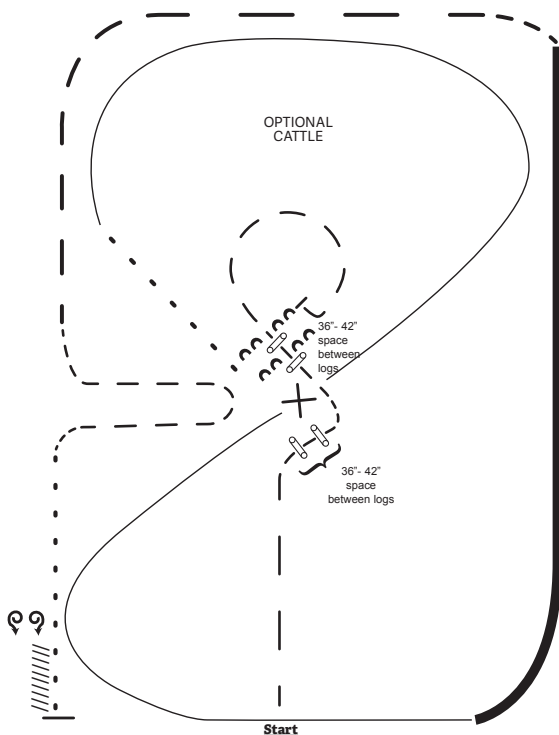 OPTIONAL
CATTLE
36"- 42"
space
between
logs
36"- 42"
space
between logs
Start